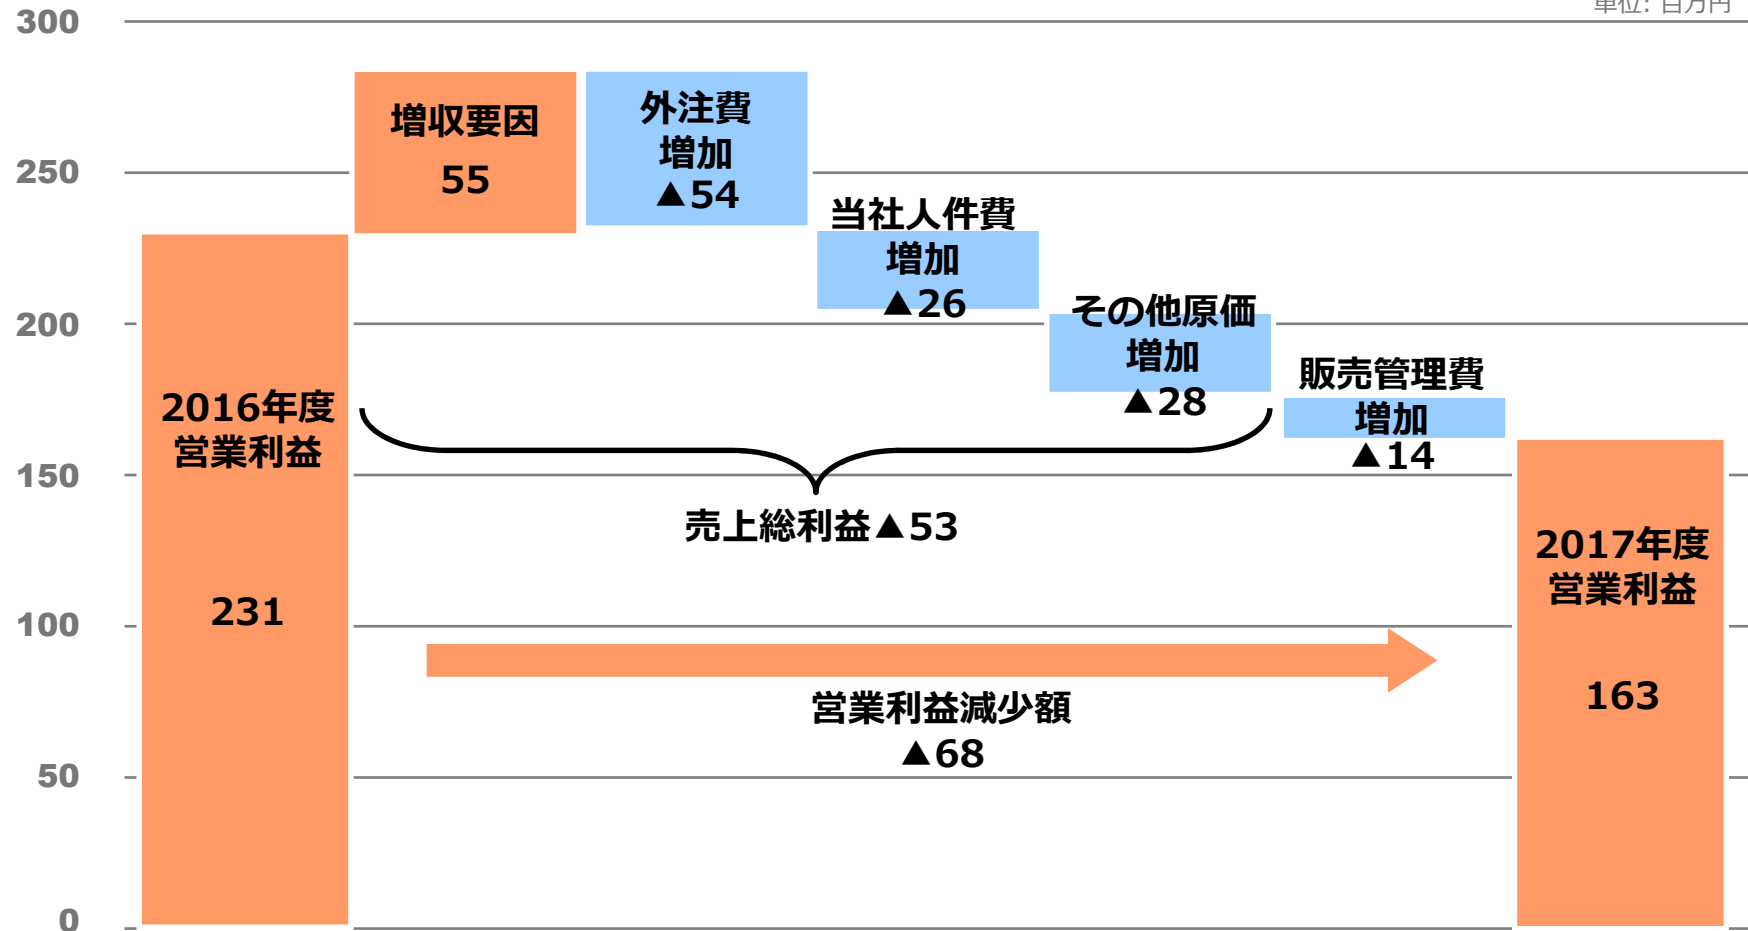 単位: 百万円
300
250
200
150
100
50
0
増収要因
55
外注費
増加
▲54
当社人件費
増加
▲26
その他原価
増加
▲28
販売管理費
増加
▲14
2016年度
営業利益
231
売上総利益▲53
2017年度
営業利益
163
営業利益減少額
▲68